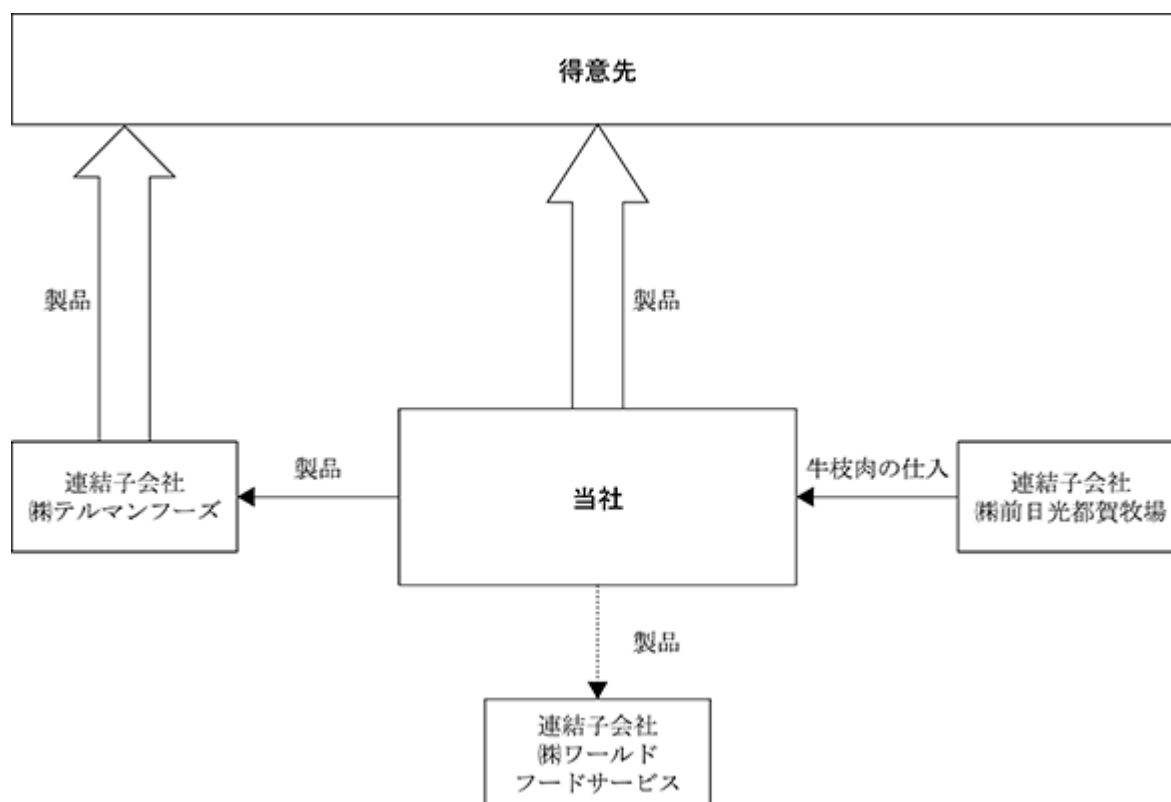 得意先
製品
製品
連結子会社
㈱テルマンフーズ
製品
当社
牛枝肉の仕入
連結子会社
㈱前日光都賀牧場
製品
連結子会社
㈱ワールド
フードサービス